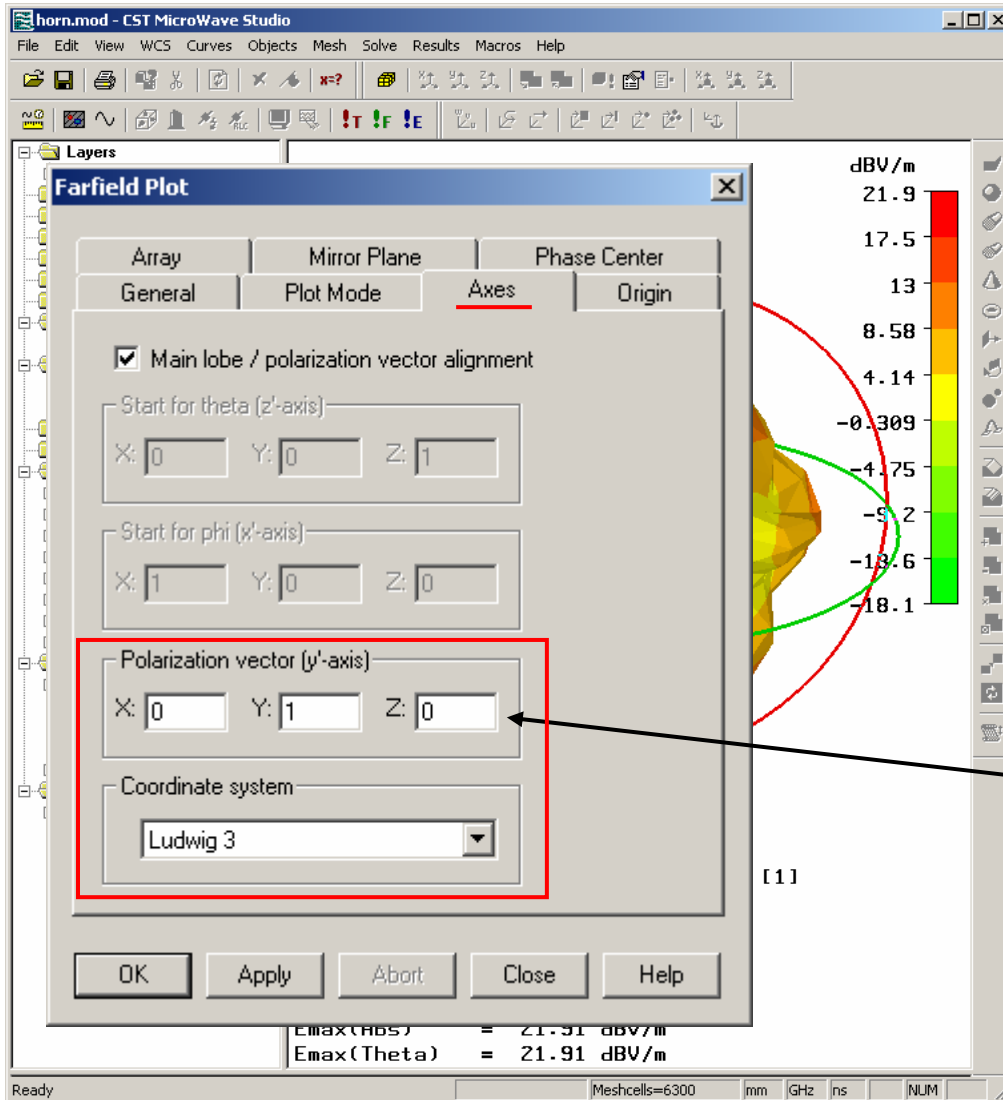 horn.mod - CST MicroWave Studio
File Edit View WCS Curves Objects Mesh Solve Results Macros Help
x=?
!T !F !E
Layers
Farfield Plot
Array Mirror Plane Phase Center
General Plot Mode Axes Origin
Main lobe / polarization vector alignment
Start for theta (z'-axis)
X: 0 Y: 0 Z: 1
Start for phi (x'-axis)
X: 1 Y: 0 Z: 0
Polarization vector (y'-axis)
X: 0 Y: 1 Z: 0
Coordinate system
Ludwig 3
OK Apply Abort Close Help
dBV/m
21.9
17.5
13
8.58
4.14
-0.309
-4.75
-9.2
-13.6
-18.1
[1]
Emax(Abs) = 21.91 dBV/m
Emax(Theta) = 21.91 dBV/m
Ready Meshcells=6300 mm GHz ns NUM